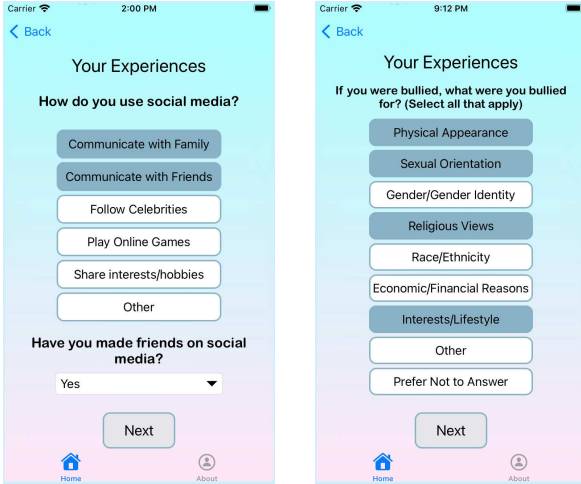 Carrier 2:00 PM
Back
Your Experiences
How do you use social media?
Communicate with Family
Communicate with Friends
Follow Celebrities
Play Online Games
Share interests/hobbies
Other
Have you made friends on social
media?
Yes
Next
Home About
Carrier 9:12 PM
Back
Your Experiences
If you were bullied, what were you bullied
for? (Select all that apply)
Physical Appearance
Sexual Orientation
Gender/Gender Identity
Religious Views
Race/Ethnicity
Economic/Financial Reasons
Interests/Lifestyle
Other
Prefer Not to Answer
Next
Home About